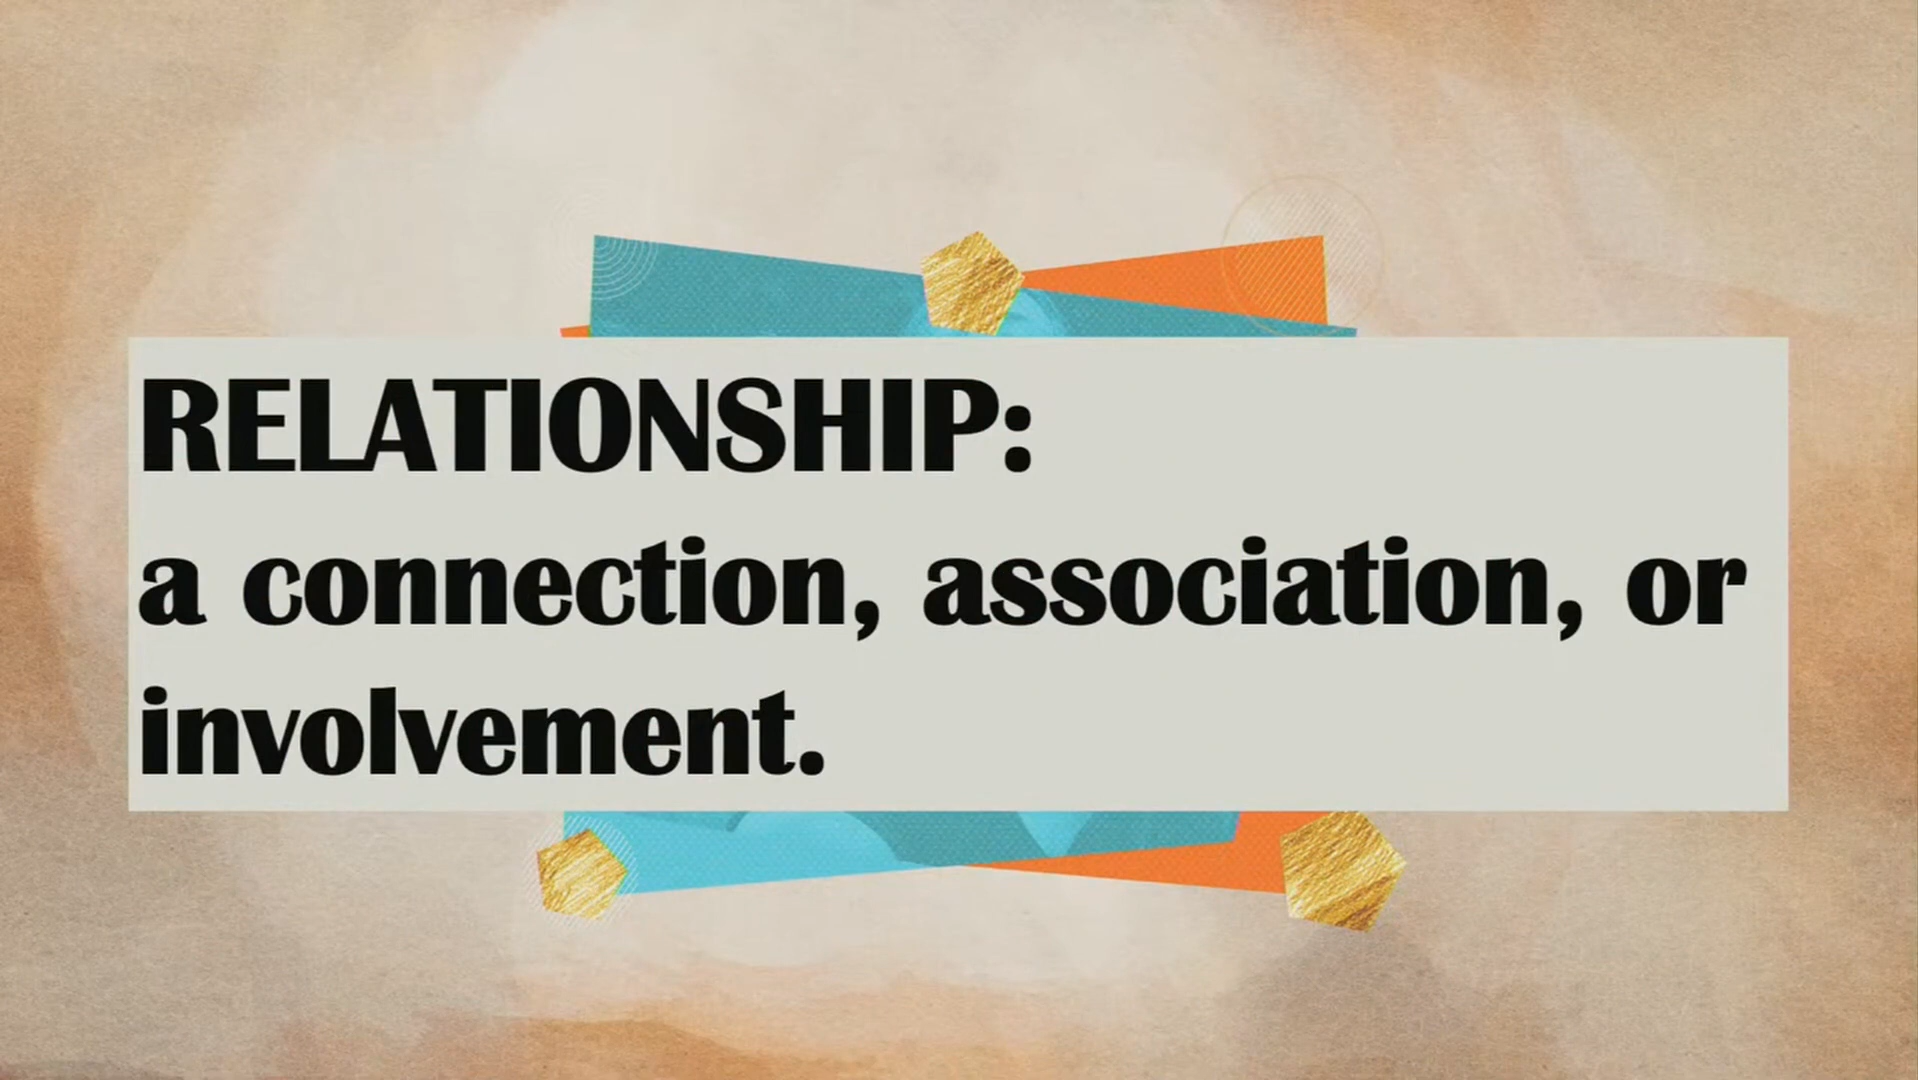 RELATIONSHIP:
a connection, association, or
involvement.